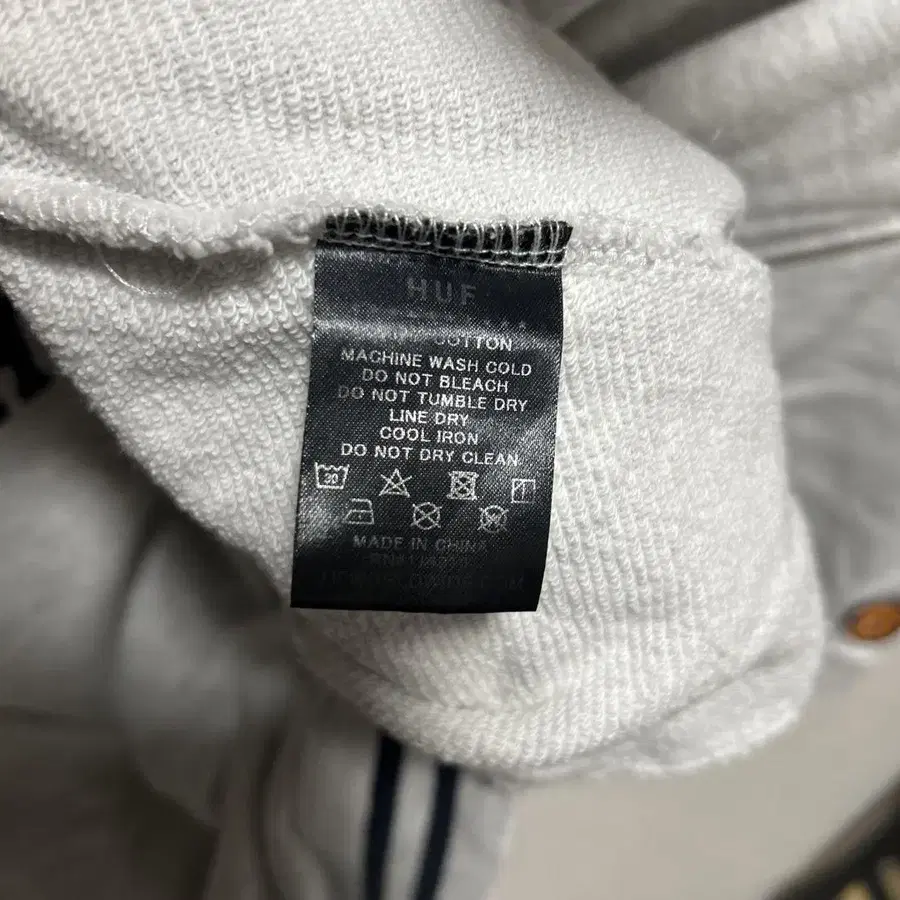 HUF
COTTON
MACHINE WASH COLD
DO NOT BLEACH
DO NOT TUMBLE DRY
LINE DRY
COOL IRON
DO NOT DRY CLEAN
30
MADE IN CHINA